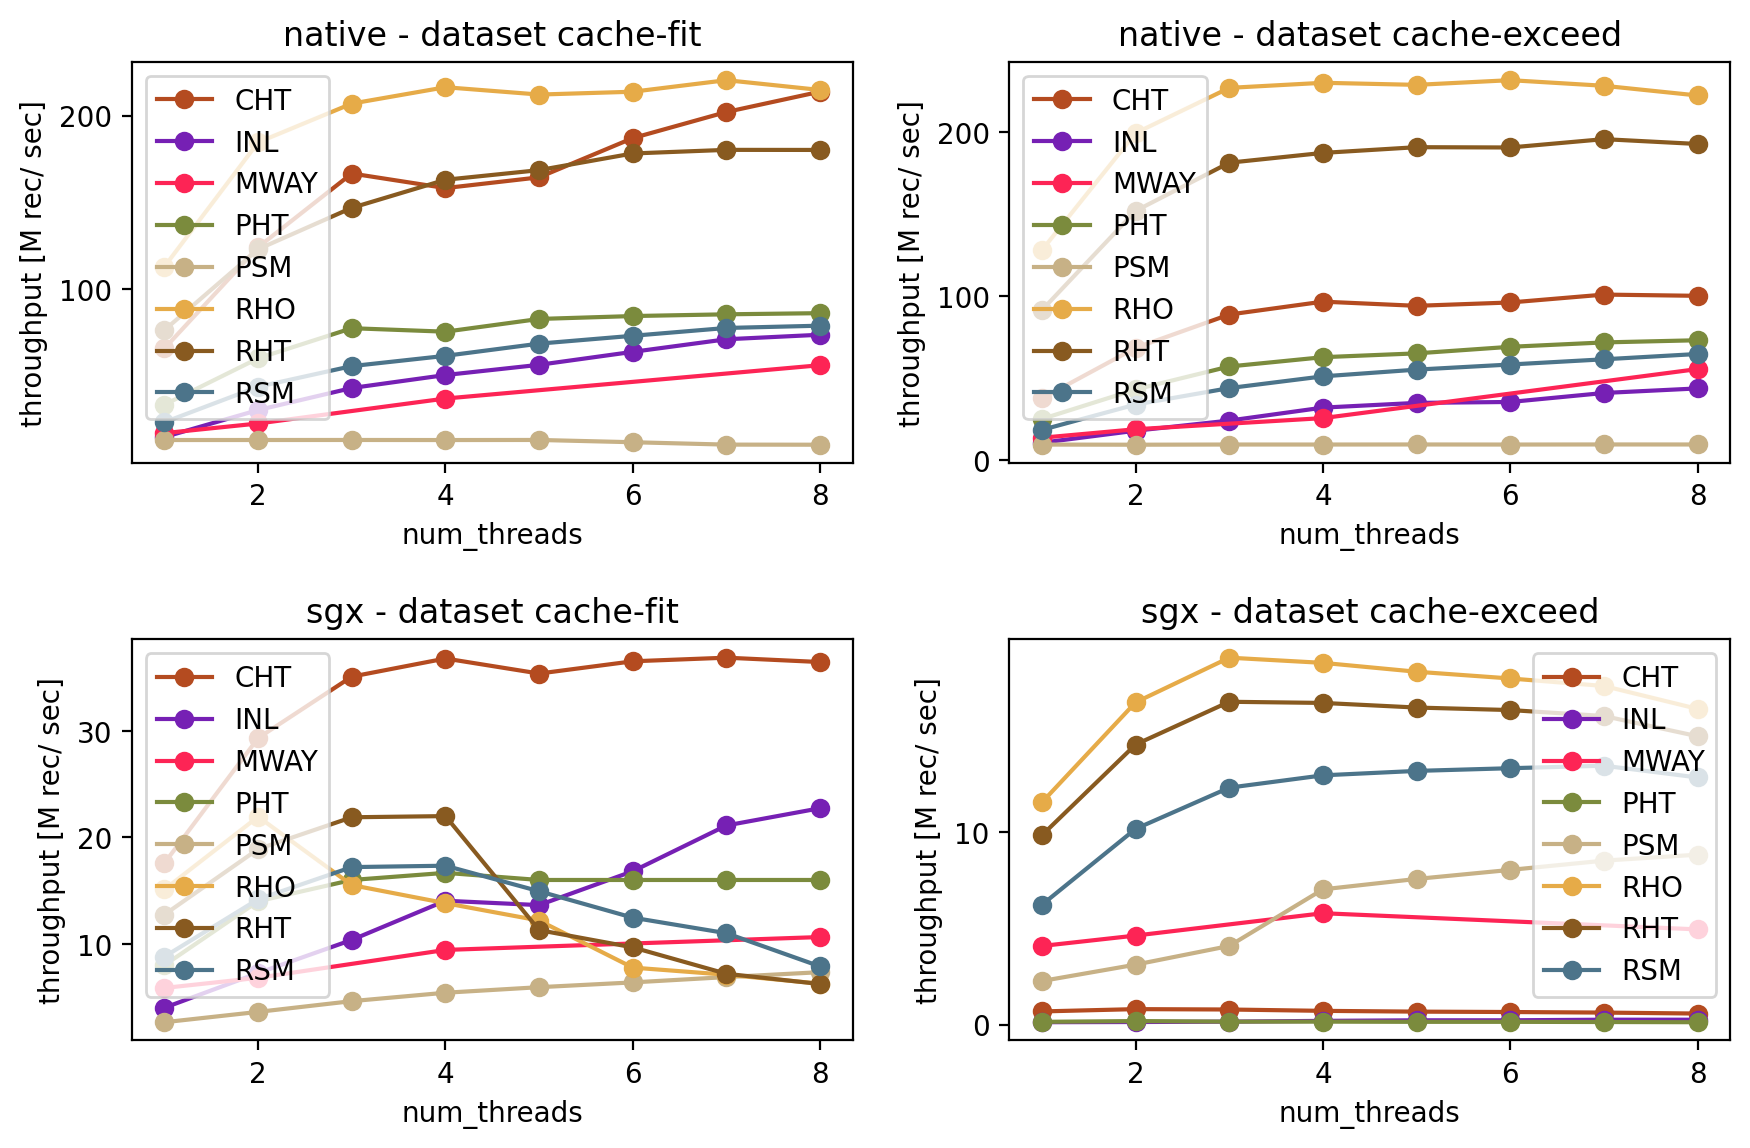 native - dataset cache-fit
throughput [M rec/ sec]
200
100
CHT
INL
MWAY
PHT
PSM
RHO
RHT
RSM
2 4 6 8
num_threads
native - dataset cache-exceed
throughput [M rec/ sec]
200
100
0
CHT
INL
MWAY
PHT
PSM
RHO
RHT
RSM
2 4 6 8
num_threads
sgx - dataset cache-fit
throughput [M rec/ sec]
30
20
10
CHT
INL
MWAY
PHT
PSM
RHO
RHT
RSM
2 4 6 8
num_threads
sgx - dataset cache-exceed
throughput [M rec/ sec]
10
0
CHT
INL
MWAY
PHT
PSM
RHO
RHT
RSM
2 4 6 8
num_threads